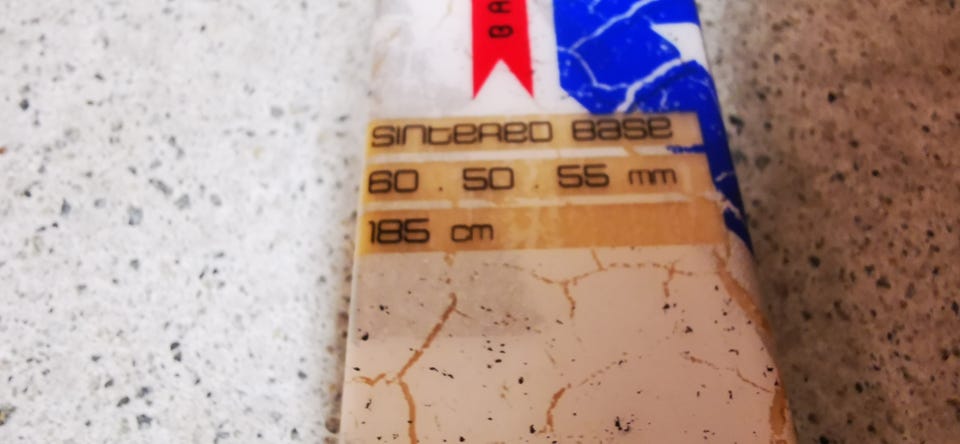 SINTERED BASE
60 . 50 . 55 mm
185 cm